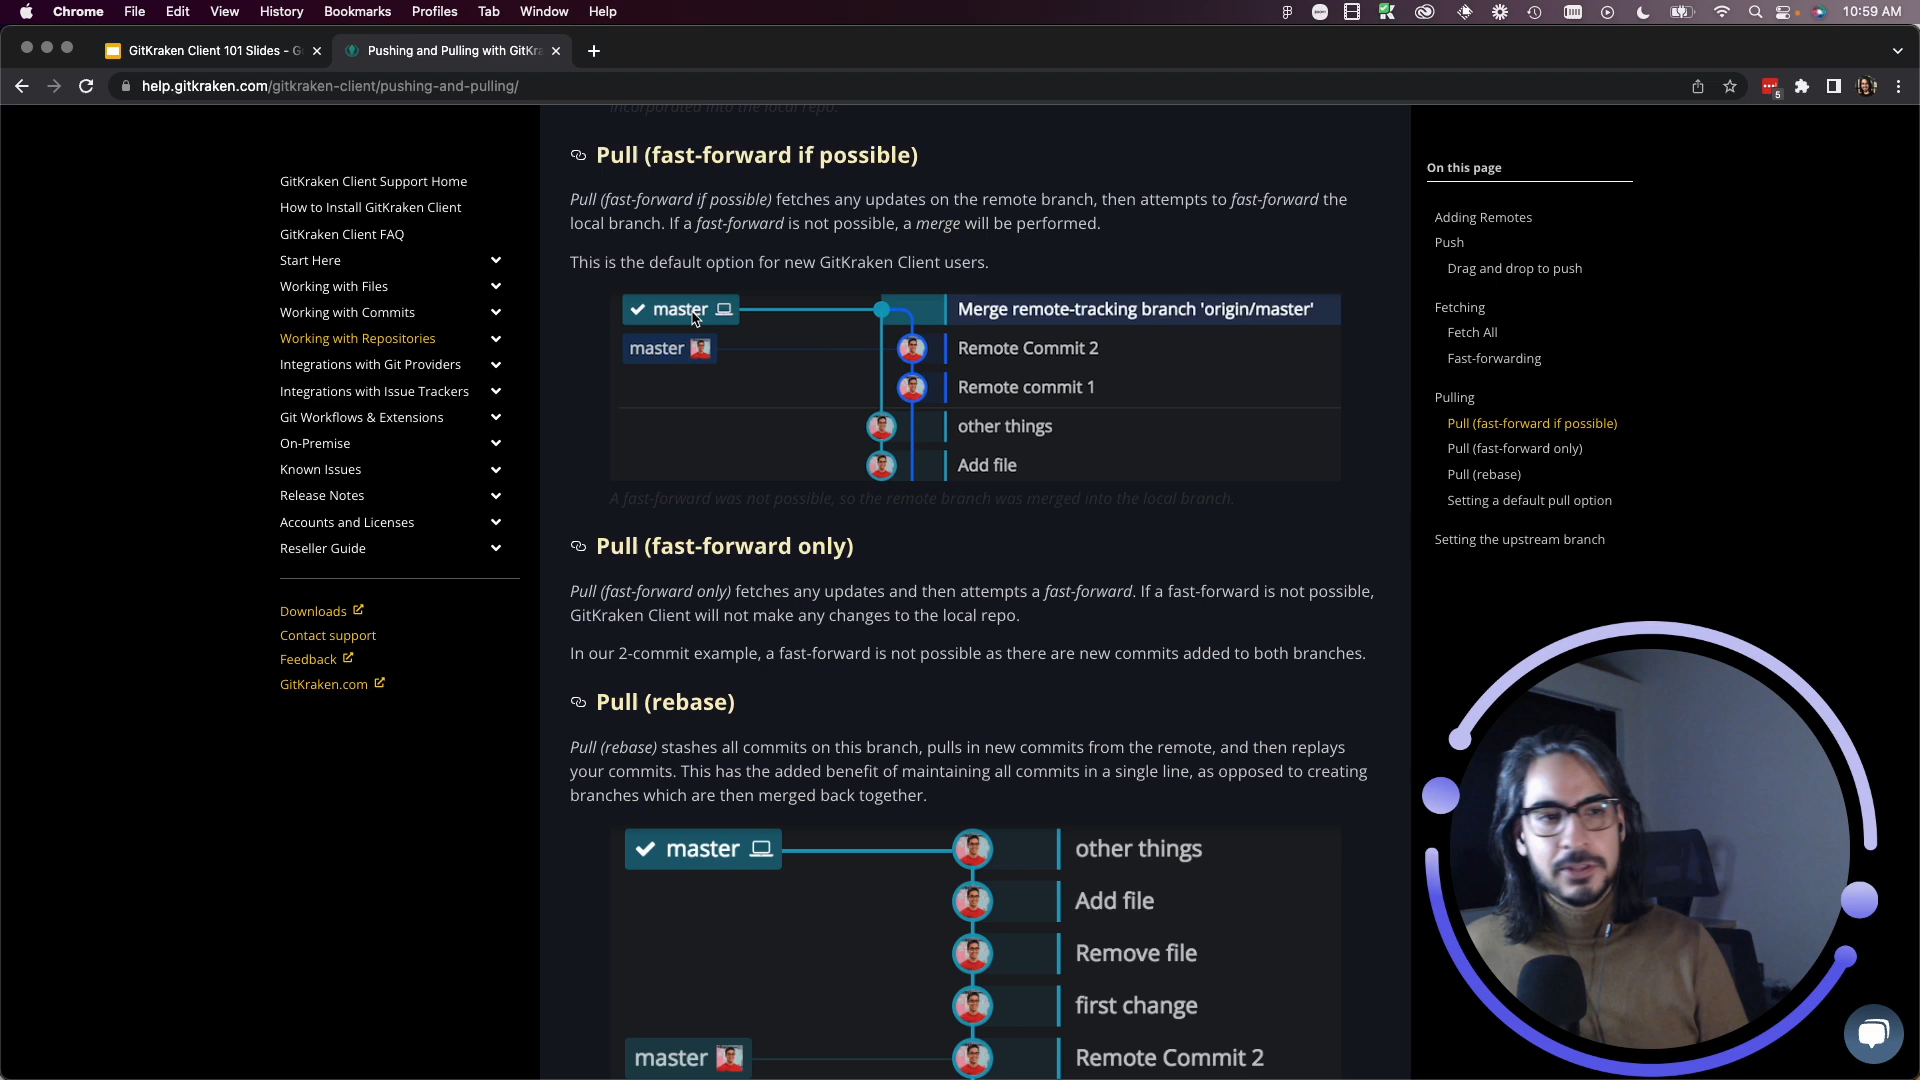 Chrome File Edit View History Bookmarks Profiles Tab Window Help
10:59 AM
GitKraken Client 101 Slides - G
Pushing and Pulling with GitKra
help.gitkraken.com/gitkraken-client/pushing-and-pulling/
5
GitKraken Client Support Home
How to Install GitKraken Client
GitKraken Client FAQ
Start Here
Working with Files
Working with Commits
Working with Repositories
Integrations with Git Providers
Integrations with Issue Trackers
Git Workflows & Extensions
On-Premise
Known Issues
Release Notes
Accounts and Licenses
Reseller Guide
Downloads
Contact support
Feedback
GitKraken.com
incorporated into the local repo.
Pull (fast-forward if possible)
Pull (fast-forward if possible) fetches any updates on the remote branch, then attempts to fast-forward the
local branch. If a fast-forward is not possible, a merge will be performed.
This is the default option for new GitKraken Client users.
master
Merge remote-tracking branch 'origin/master'
master
Remote Commit 2
Remote commit 1
other things
Add file
A fast-forward was not possible, so the remote branch was merged into the local branch.
Pull (fast-forward only)
Pull (fast-forward only) fetches any updates and then attempts a fast-forward. If a fast-forward is not possible,
GitKraken Client will not make any changes to the local repo.
In our 2-commit example, a fast-forward is not possible as there are new commits added to both branches.
Pull (rebase)
Pull (rebase) stashes all commits on this branch, pulls in new commits from the remote, and then replays
your commits. This has the added benefit of maintaining all commits in a single line, as opposed to creating
branches which are then merged back together.
master
other things
Add file
Remove file
first change
master
Remote Commit 2
On this page
Adding Remotes
Push
Drag and drop to push
Fetching
Fetch All
Fast-forwarding
Pulling
Pull (fast-forward if possible)
Pull (fast-forward only)
Pull (rebase)
Setting a default pull option
Setting the upstream branch